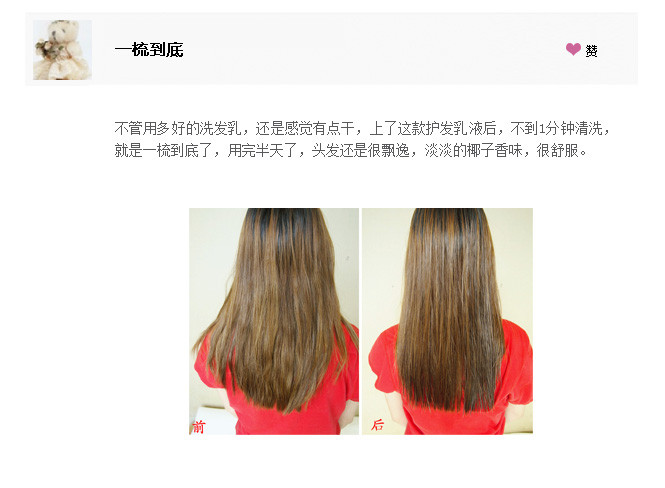 一梳到底
赞
不管用多好的洗发乳，还是感觉有点干，上了这款护发乳液后，不到1分钟清洗，
就是一梳到底了，用完半天了，头发还是很飘逸，淡淡的椰子香味，很舒服。
前
后